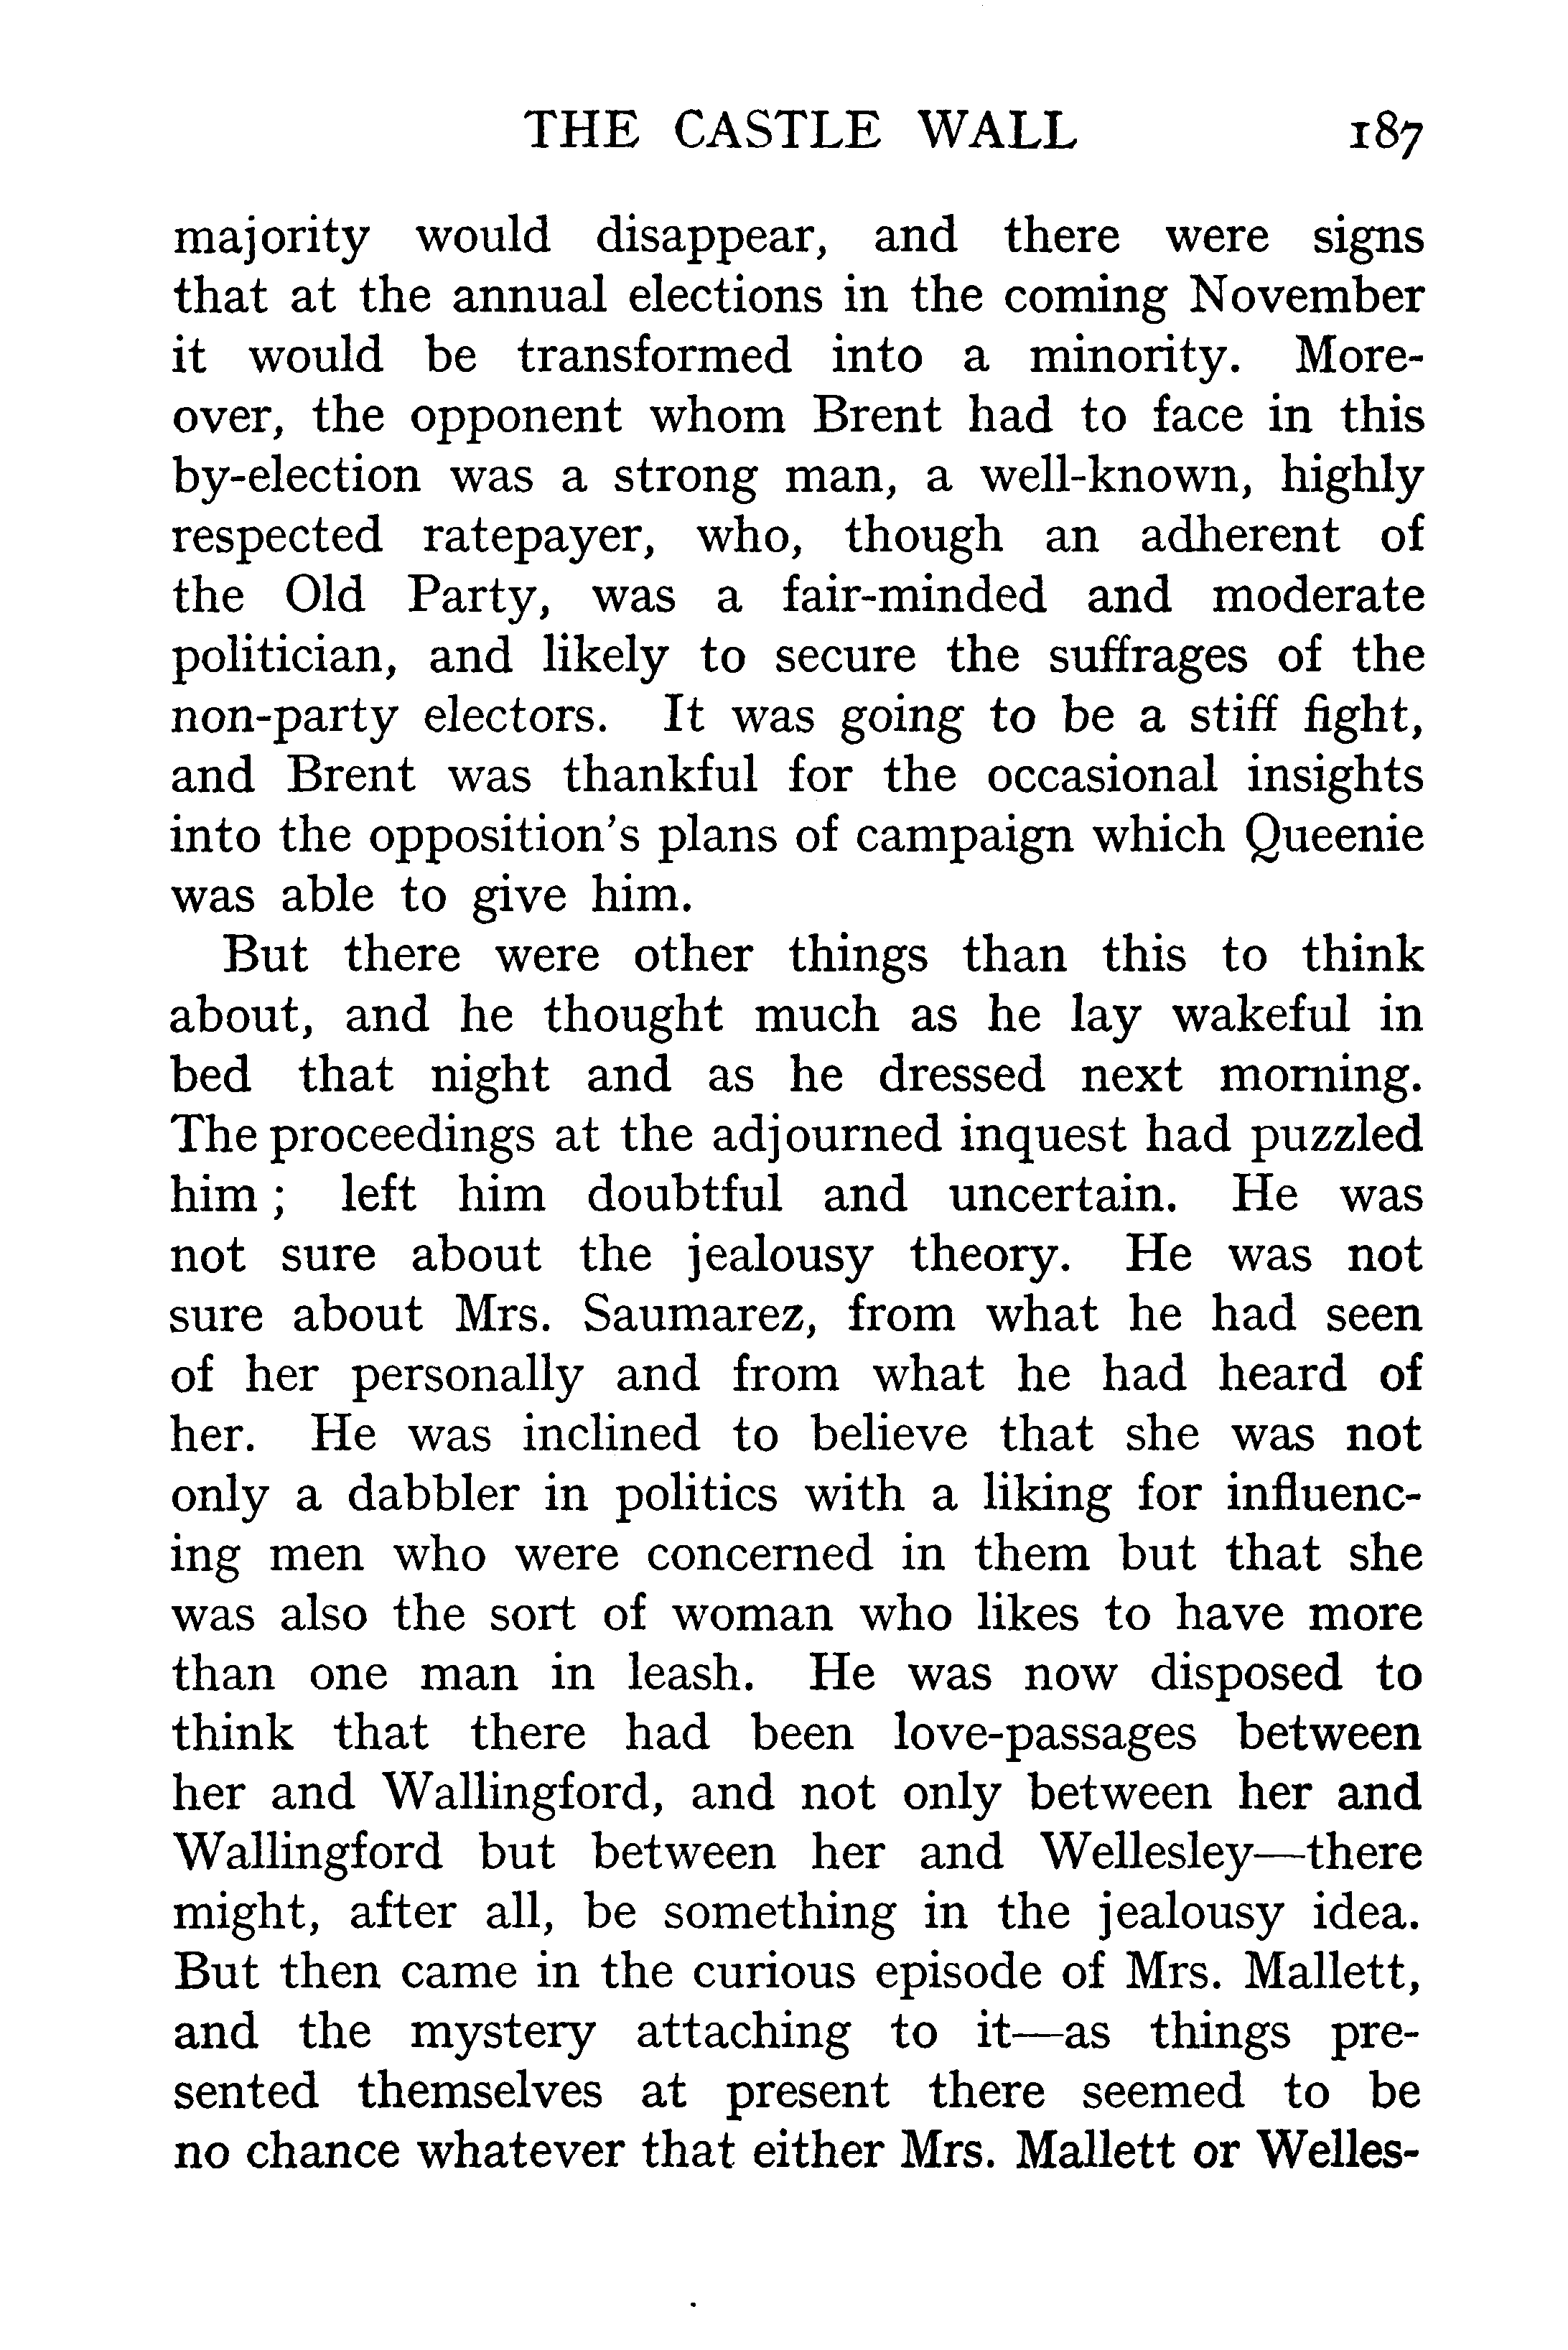 THE CASTLE WALL 187
majority would disappear, and there were signs
that at the annual elections in the coming November
it would be transformed into a minority. More-
over, the opponent whom Brent had to face in this
by-election was a strong man, a well-known, highly
respected ratepayer, who, though an adherent of
the Old Party, was a fair-minded and moderate
politician, and likely to secure the suffrages of the
non-party electors. It was going to be a stiff fight,
and Brent was thankful for the occasional insights
into the opposition's plans of campaign which Queenie
was able to give him.
But there were other things than this to think
about, and he thought much as he lay wakeful in
bed that night and as he dressed next morning.
The proceedings at the adjourned inquest had puzzled
him ; left him doubtful and uncertain. He was
not sure about the jealousy theory. He was not
sure about Mrs. Saumarez, from what he had seen
of her personally and from what he had heard of
her. He was inclined to believe that she was not
only a dabbler in politics with a liking for influenc-
ing men who were concerned in them but that she
was also the sort of woman who likes to have more
than one man in leash. He was now disposed to
think that there had been love-passages between
her and Wallingford, and not only between her and
Wallingford but between her and Wellesley—there
might, after all, be something in the jealousy idea.
But then came in the curious episode of Mrs. Mallett,
and the mystery attaching to it—as things pre-
sented themselves at present there seemed to be
no chance whatever that either Mrs. Mallett or Welles-